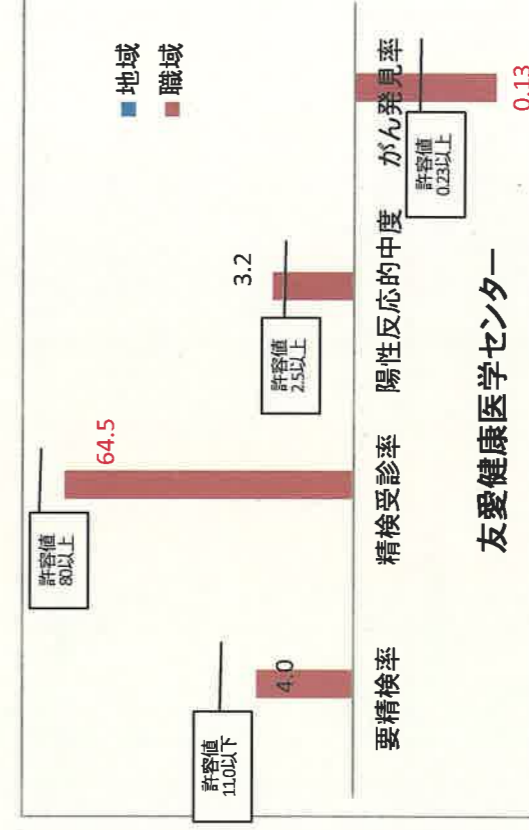 地域
職域
許容値
11.0以下
4.0
許容値
80以上
64.5
許容値
2.5以上
3.2
許容値
0.23以上
0.13
要精検率
精検受診率
陽性反応的中度
がん発見率
友愛健康医学センター